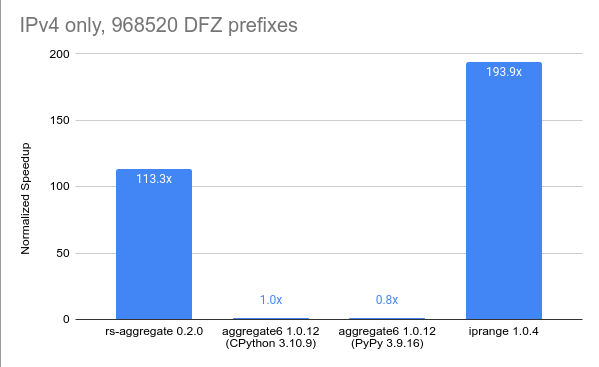 IPv4 only, 968520 DFZ prefixes
Normalized Speedup
200
150
100
50
0
113.3x
1.0x
0.8x
193.9x
rs-aggregate 0.2.0
aggregate6 1.0.12
(CPython 3.10.9)
aggregate6 1.0.12
(PyPy 3.9.16)
iprange 1.0.4